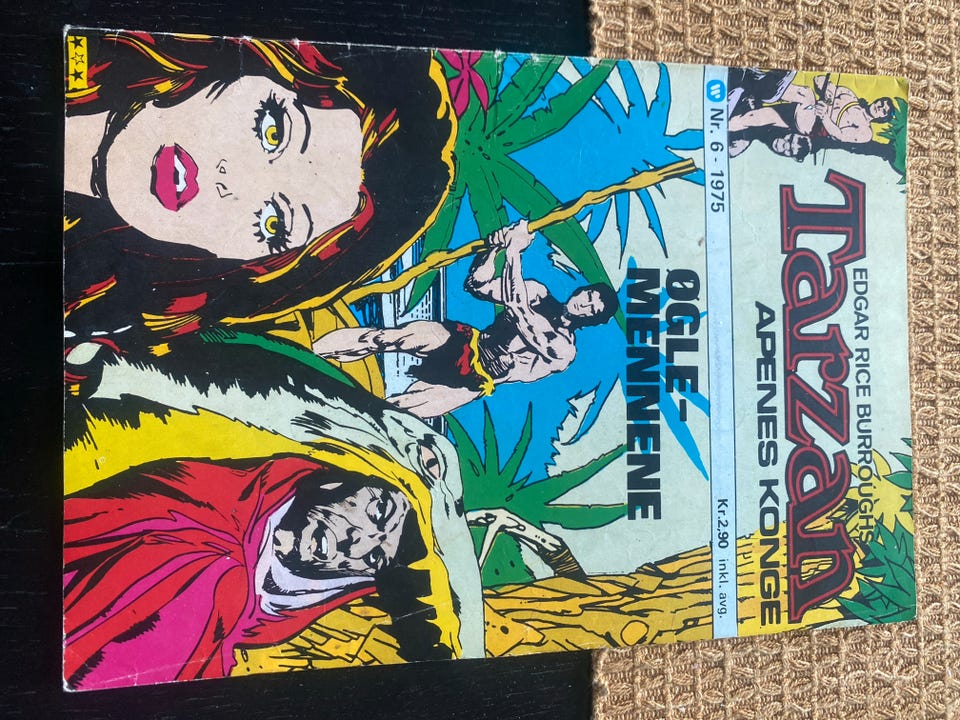 EDGAR RICE BURROUGHS
Tarzan
APENES KONGE
Nr. 6 - 1975
Kr.2,90 inkl. avg.
ØGLE-
MENNENE